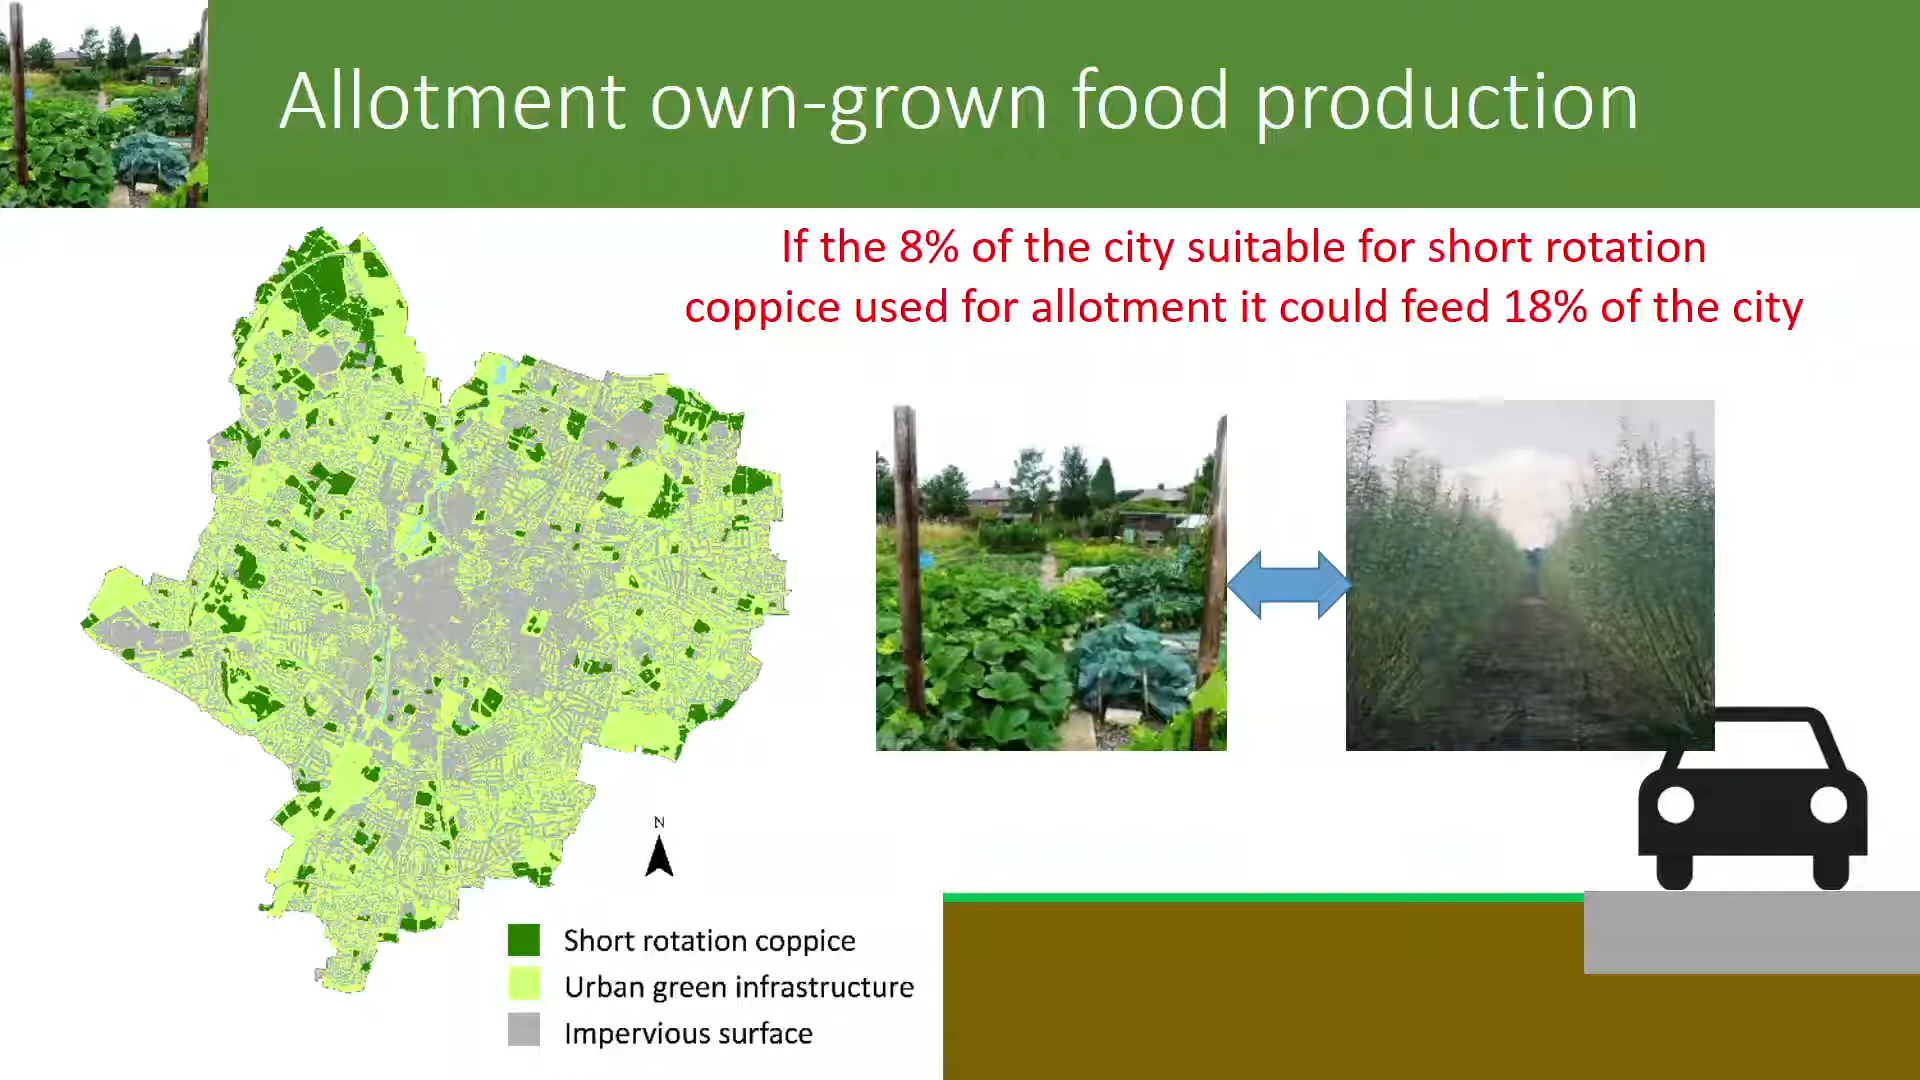 Allotment own-grown food production
If the 8% of the city suitable for short rotation
coppice used for allotment it could feed 18% of the city
N
Short rotation coppice
Urban green infrastructure
Impervious surface